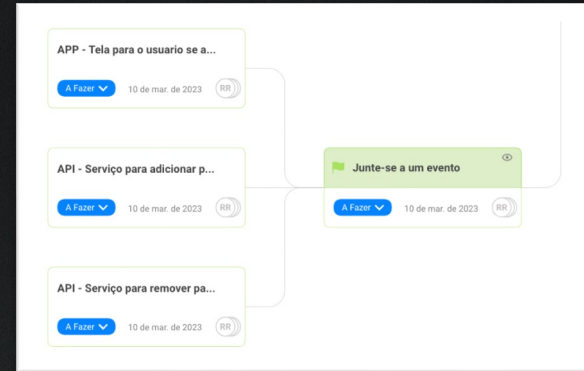 APP - Tela para o usuario se a...
A Fazer 10 de mar. de 2023 RR
API - Serviço para adicionar p...
A Fazer 10 de mar. de 2023 RR
Junte-se a um evento
A Fazer 10 de mar. de 2023 RR
API - Serviço para remover pa...
A Fazer 10 de mar. de 2023 RR